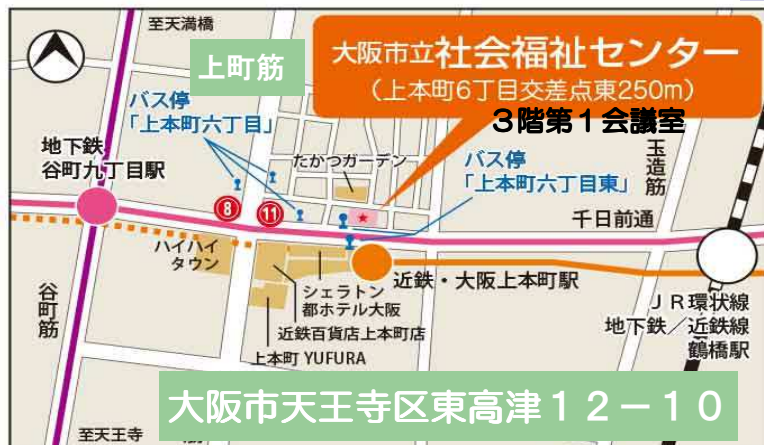 至天満橋
上町筋
大阪市立社会福祉センター
(上本町6丁目交差点東250m)
3階第1会議室
バス停
「上本町六丁目」
地下鉄
谷町九丁目駅
たかつガーデン
バス停
「上本町六丁目東」
玉造筋
⑧
⑪
千日前通
ハイハイ
タウン
近鉄・大阪上本町駅
シェラトン
都ホテル大阪
谷町筋
近鉄百貨店上本町店
上本町 YUFURA
JR環状線
地下鉄/近鉄線
鶴橋駅
大阪市天王寺区東高津12-10
至天王寺